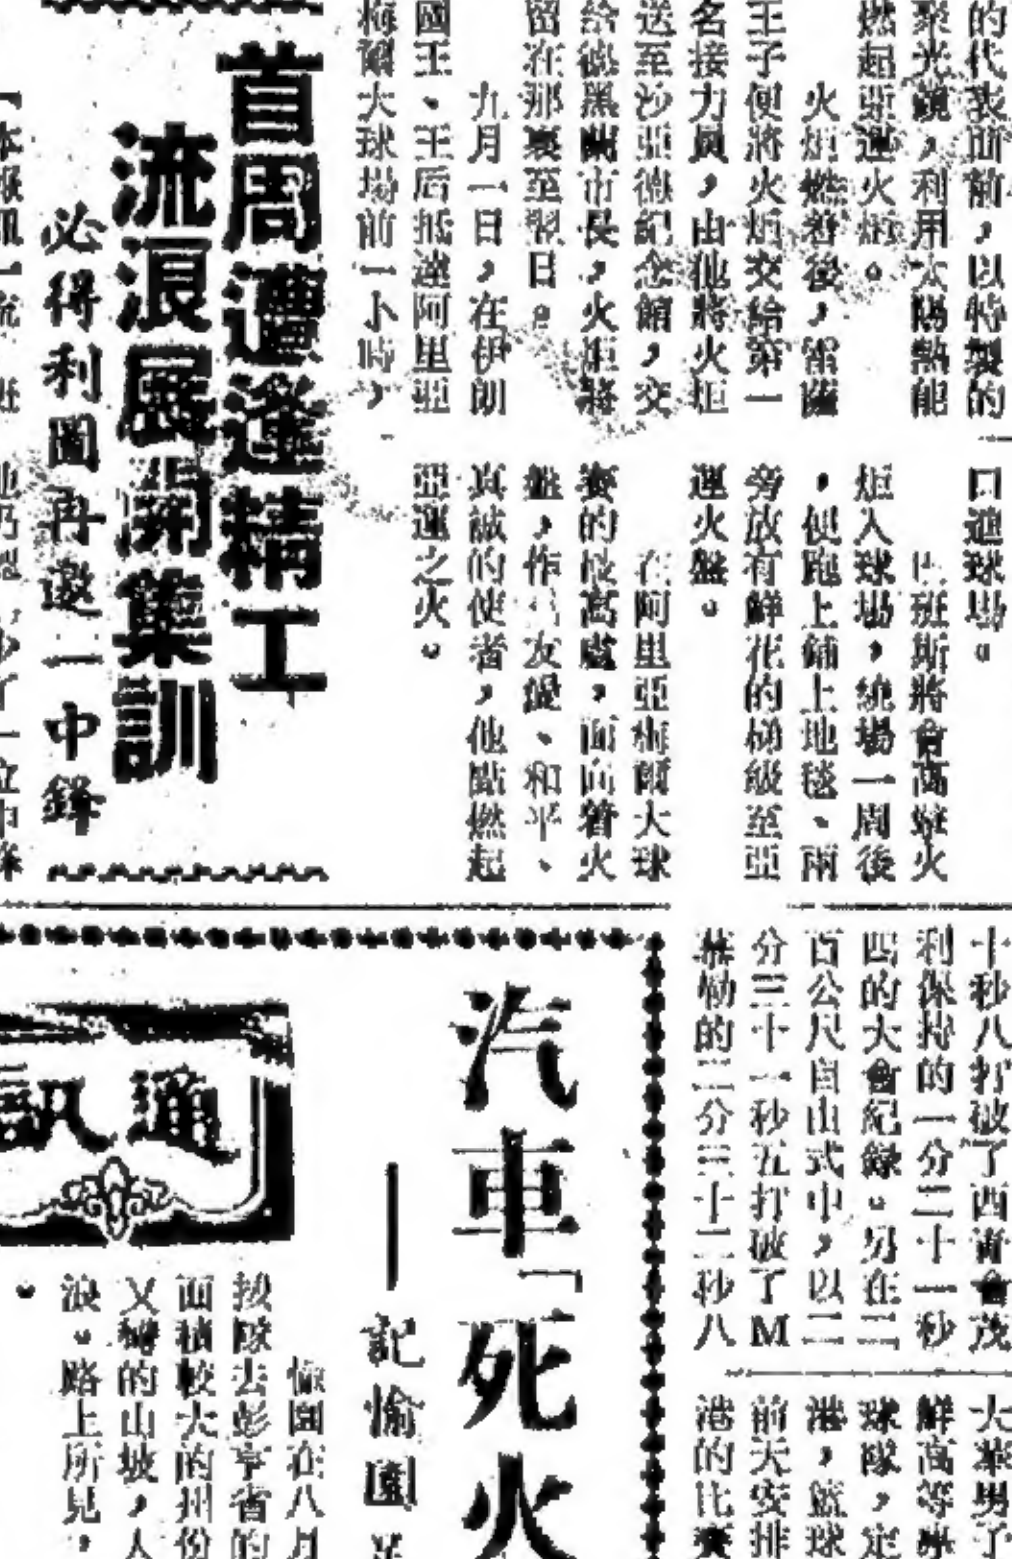 的代表面前，以特製的
聚光鏡，利用太陽熱能
燃起亞運火炬。
火炬燃着後，雷薩
王子便將火炬交給第一
名接力員，由他將火炬
送至沙亞德紀念館，交
給德黑蘭市長，火炬將
留在那裏至翌日。
九月一日，在伊朗
國王、王后抵達阿里亞
梅爾大球場前一小時，
口進球場。
班斯將會高燃火
炬入球場，繞場一周後
，便跑上鋪上地毯、兩
旁放有鮮花的梯級至亞
運火盤。
在阿里亞梅爾大球
塲的最高處，面向着火
盤，作友愛、和平、
真誠的使者，他點燃起
亞運之火。
首周遭逢精工
流浪展開集訓
必得利圖再邀一中鋒
十秒八打破了西青會茂
利保持的一分二十一秒
四的大會紀錄。另在二
百公尺自由式中，以二
分三十一秒五打破了M
勒的二分三十二秒八
大華男子
鮮高等
球隊，定
港，籃球
前天安排
港的比賽
汽車「死火
——記愉園
通訊
愉園在八月
拔隊去彭亨省的
面積較大的州份
又彎的山坡，人
浪。路上所見，